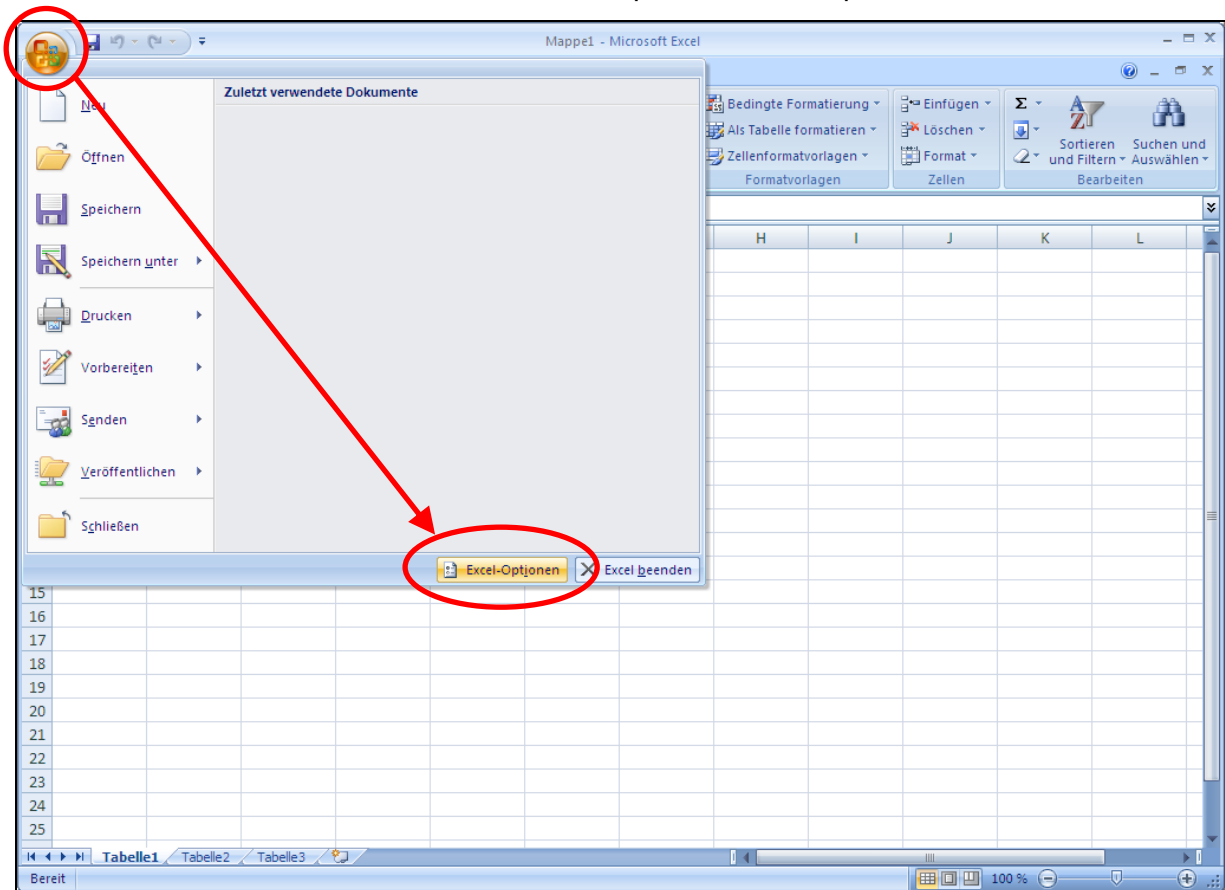 Mappe1 - Microsoft Excel
Neu
Öffnen
Speichern
Speichern unter
Drucken
Vorbereiten
Senden
Veröffentlichen
Schließen
Zuletzt verwendete Dokumente
Excel-Optionen
Excel beenden
Bedingte Formatierung
Als Tabelle formatieren
Zellenformatvorlagen
Formatvorlagen
Einfügen
Löschen
Format
Zellen
Σ
Sortieren
und Filtern
Suchen und
Auswählen
Bearbeiten
H I J K L
15
16
17
18
19
20
21
22
23
24
25
Tabelle1 Tabelle2 Tabelle3
Bereit
100 %